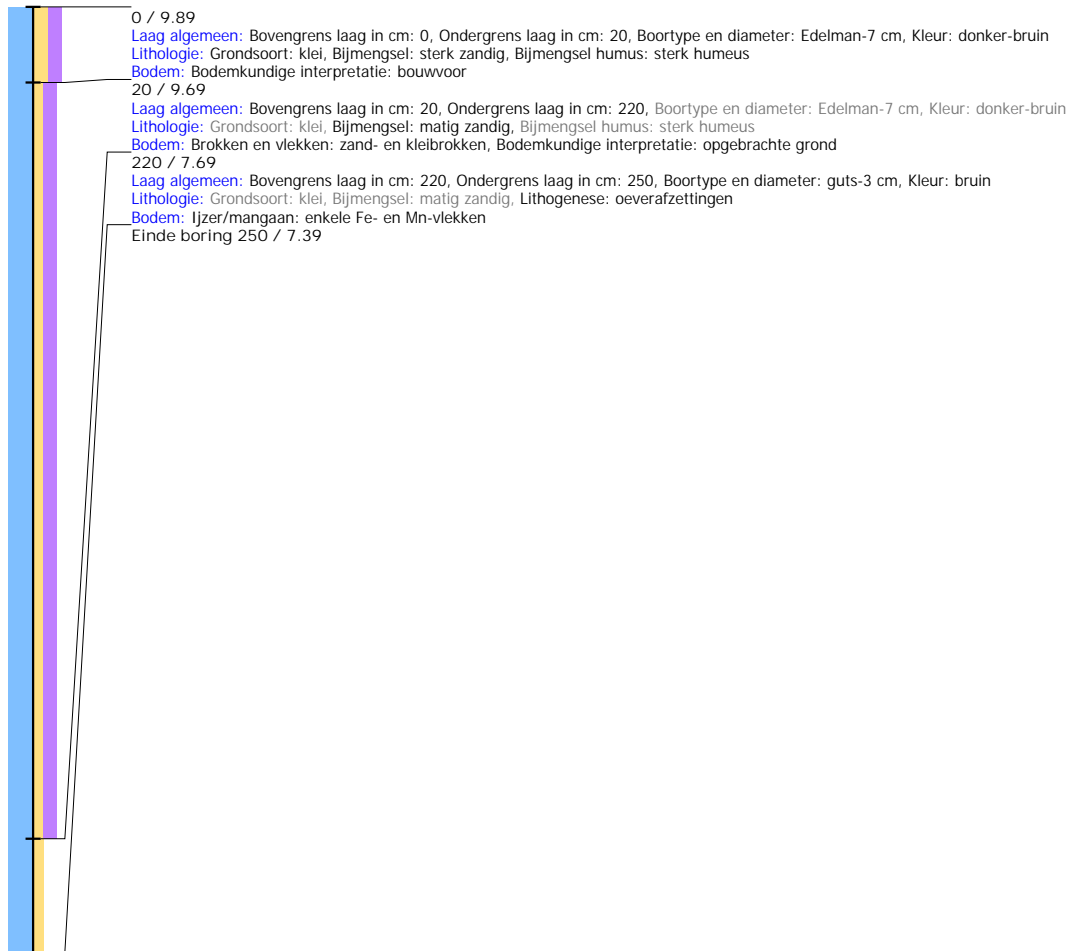 0 / 9.89
Laag algemeen: Bovengrens laag in cm: 0, Ondergrens laag in cm: 20, Boortype en diameter: Edelman-7 cm, Kleur: donker-bruin
Lithologie: Grondsoort: klei, Bijmengsel: sterk zandig, Bijmengsel humus: sterk humeus
Bodem: Bodemkundige interpretatie: bouwvoor
20 / 9.69
Laag algemeen: Bovengrens laag in cm: 20, Ondergrens laag in cm: 220, Boortype en diameter: Edelman-7 cm, Kleur: donker-bruin
Lithologie: Grondsoort: klei, Bijmengsel: matig zandig, Bijmengsel humus: sterk humeus
Bodem: Brokken en vlekken: zand- en kleibrokken, Bodemkundige interpretatie: opgebrachte grond
220 / 7.69
Laag algemeen: Bovengrens laag in cm: 220, Ondergrens laag in cm: 250, Boortype en diameter: guts-3 cm, Kleur: bruin
Lithologie: Grondsoort: klei, Bijmengsel: matig zandig, Lithogenese: oeverafzettingen
Bodem: Ijzer/mangaan: enkele Fe- en Mn-vlekken
Einde boring 250 / 7.39